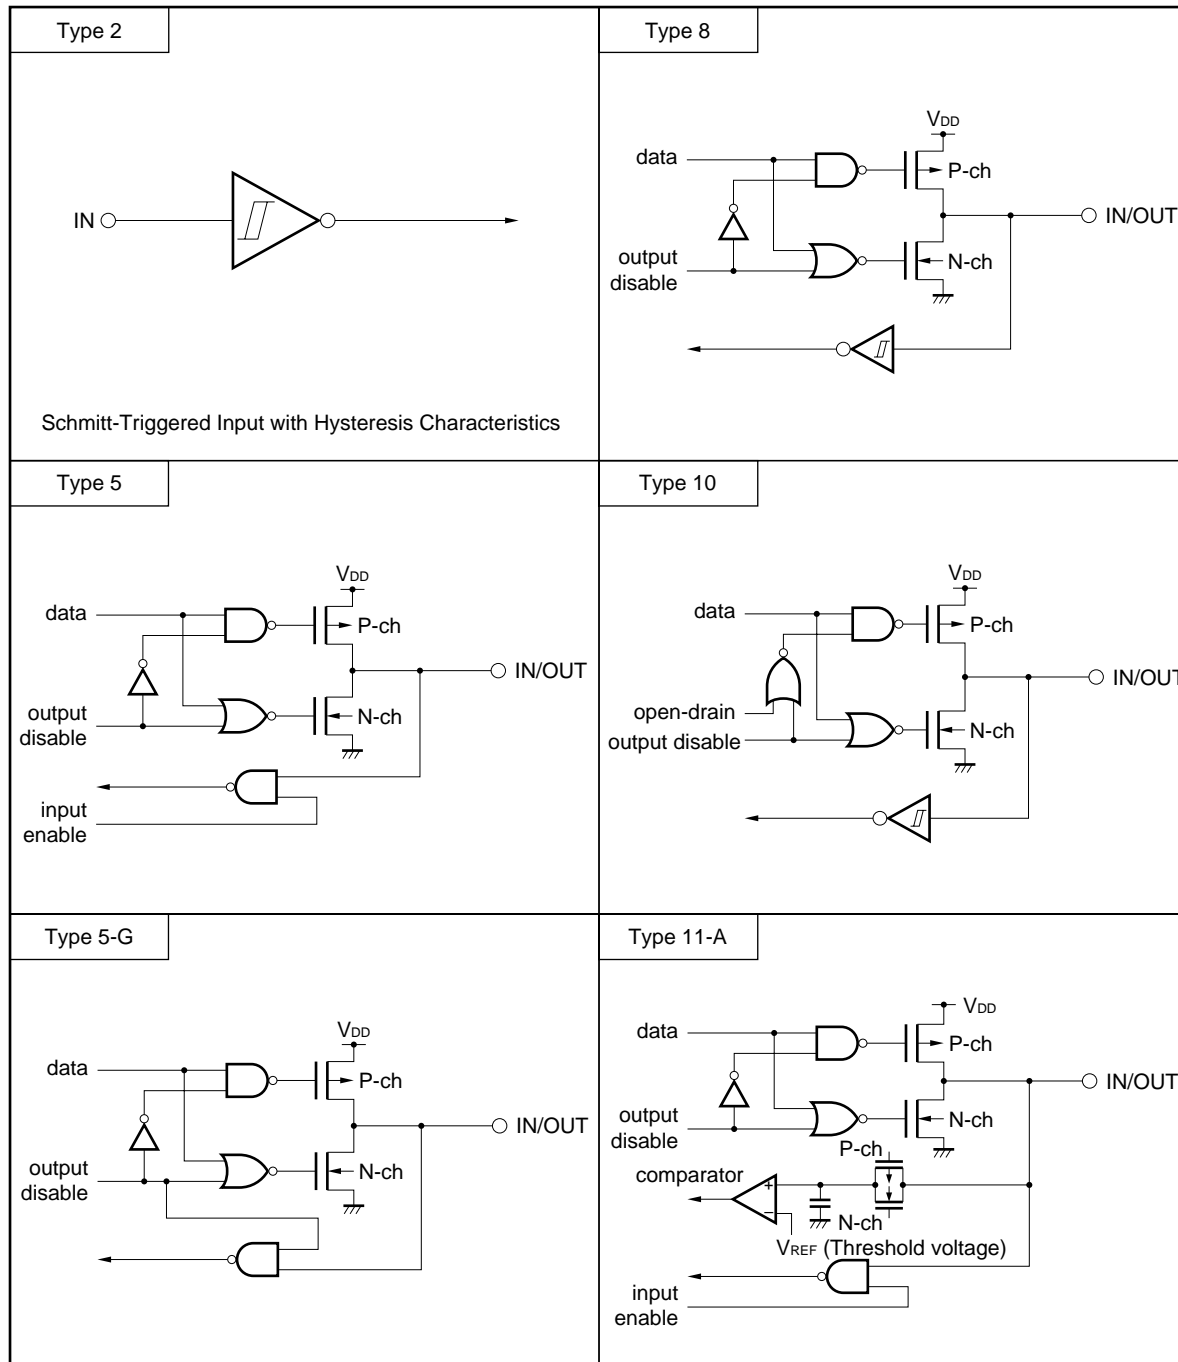 Type 2
IN
Schmitt-Triggered Input with Hysteresis Characteristics
Type 8
VDD
data
P-ch
IN/OUT
output
disable
N-ch
Type 5
VDD
data
P-ch
IN/OUT
output
disable
N-ch
input
enable
Type 10
VDD
data
P-ch
IN/OUT
open-drain
output disable
N-ch
Type 5-G
VDD
data
P-ch
IN/OUT
output
disable
N-ch
Type 11-A
VDD
data
P-ch
IN/OUT
output
disable
N-ch
P-ch
comparator
+
−
N-ch
VREF (Threshold voltage)
input
enable